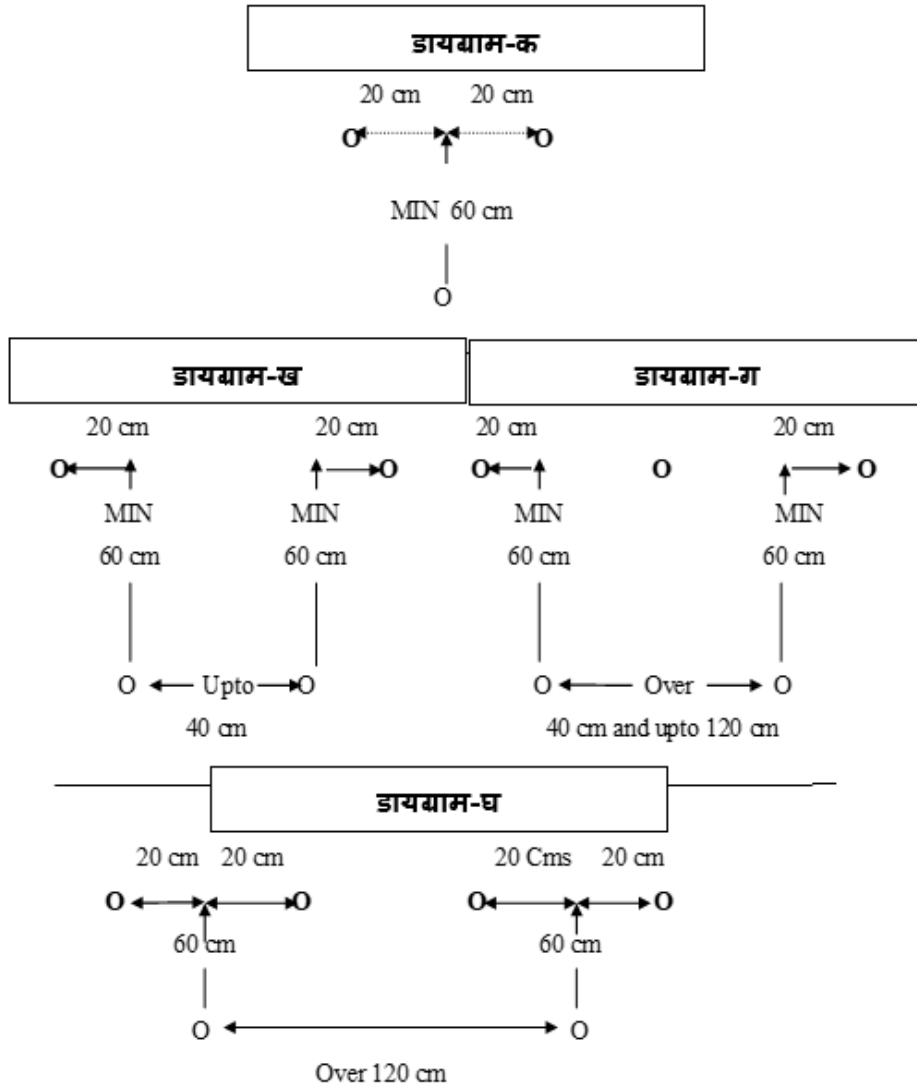 डायग्राम-क
20 cm 20 cm
O O
MIN 60 cm
O
डायग्राम-ख डायग्राम-ग
20 cm 20 cm 20 cm 20 cm
O O O O O
MIN MIN MIN MIN
60 cm 60 cm 60 cm 60 cm
O Upto O O Over O
40 cm 40 cm and upto 120 cm
डायग्राम-घ
20 cm 20 cm 20 Cms 20 cm
O O O O
60 cm 60 cm
O O
Over 120 cm